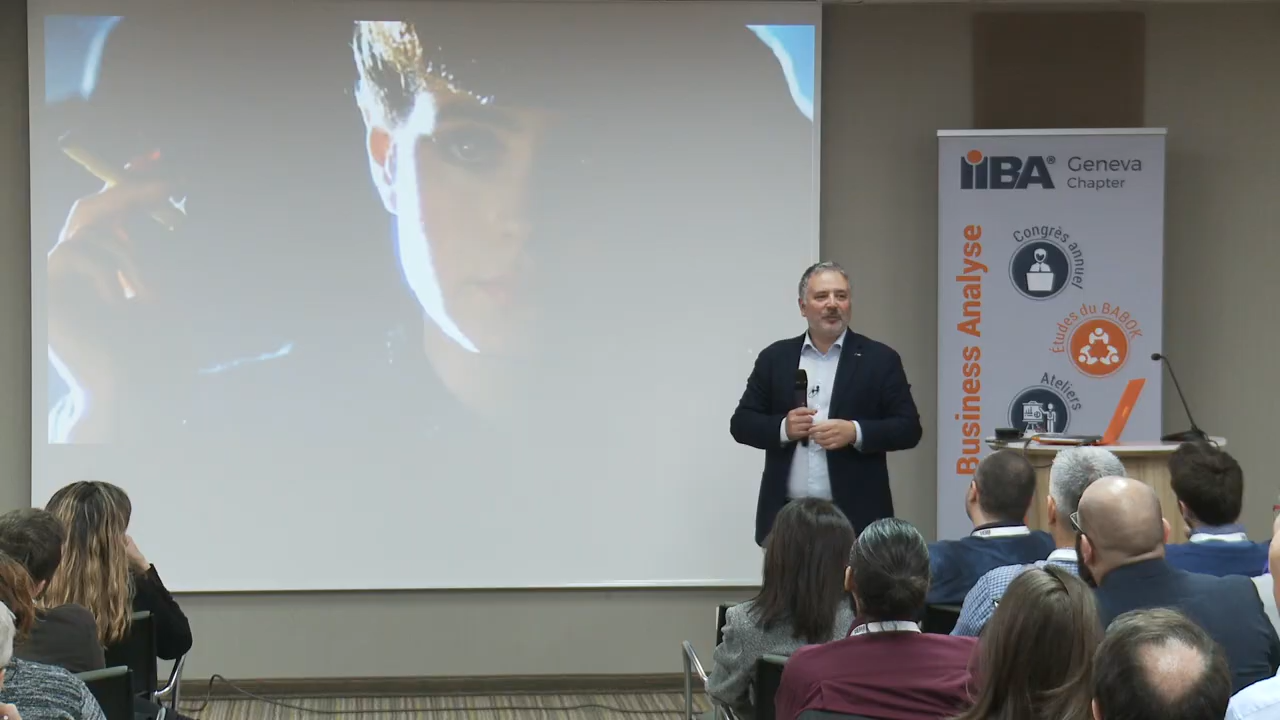 iiBA® Geneva
Chapter
Business Analyse
Congrès annuel
Études du BABOK
Ateliers